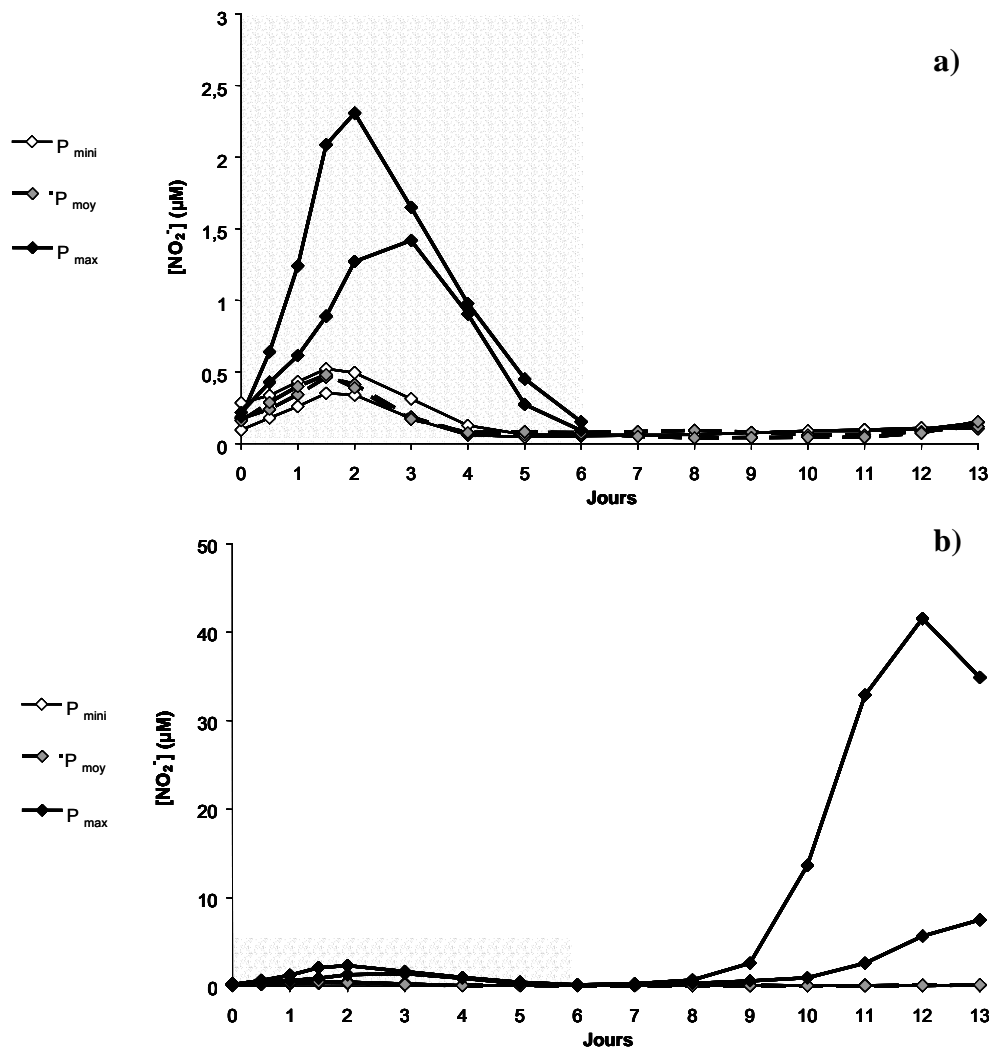 a)
3
2,5
2
1,5
1
0,5
0
[NO2-] (µM)
P mini
P moy
P max
0 1 2 3 4 5 6 7 8 9 10 11 12 13
Jours
b)
50
40
30
20
10
0
[NO2-] (µM)
P mini
P moy
P max
0 1 2 3 4 5 6 7 8 9 10 11 12 13
Jours